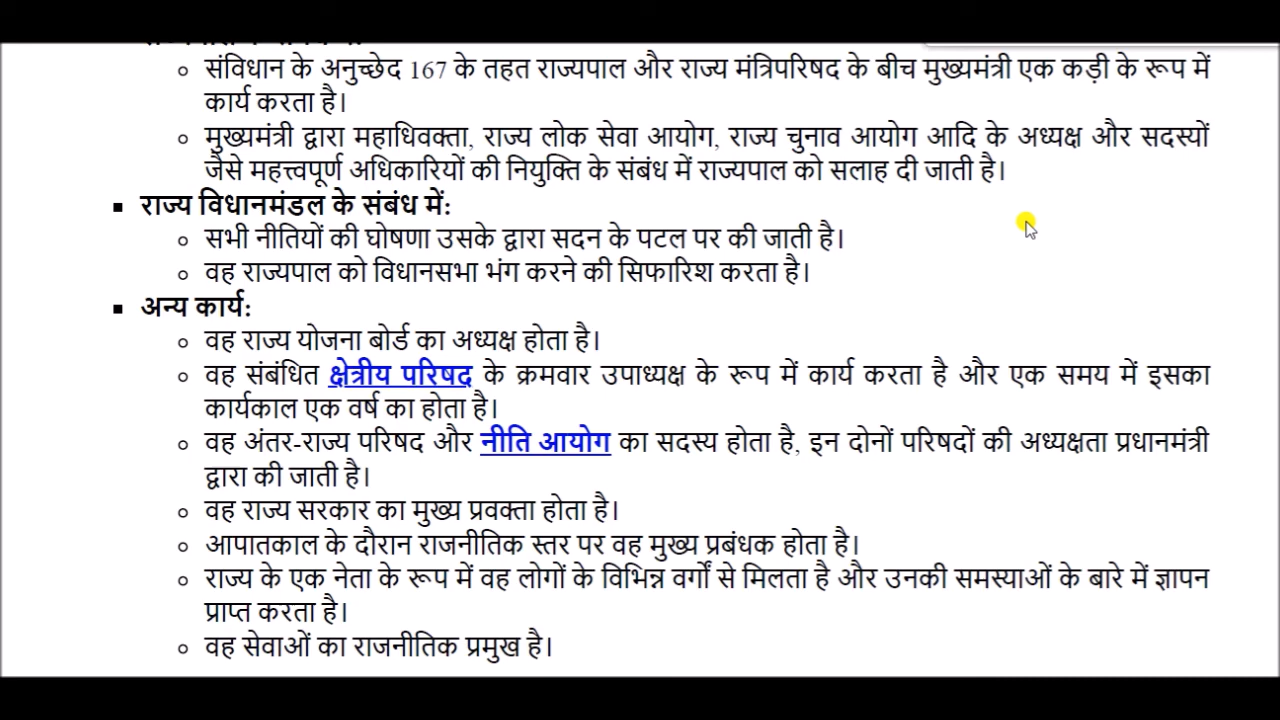 संविधान के अनुच्छेद 167 के तहत राज्यपाल और राज्य मंत्रिपरिषद के बीच मुख्यमंत्री एक कड़ी के रूप में
कार्य करता है।
मुख्यमंत्री द्वारा महाधिवक्ता, राज्य लोक सेवा आयोग, राज्य चुनाव आयोग आदि के अध्यक्ष और सदस्यों
जैसे महत्त्वपूर्ण अधिकारियों की नियुक्ति के संबंध में राज्यपाल को सलाह दी जाती है।
राज्य विधानमंडल के संबंध में:
सभी नीतियों की घोषणा उसके द्वारा सदन के पटल पर की जाती है।
वह राज्यपाल को विधानसभा भंग करने की सिफारिश करता है।
अन्य कार्य:
वह राज्य योजना बोर्ड का अध्यक्ष होता है।
वह संबंधित क्षेत्रीय परिषद के क्रमवार उपाध्यक्ष के रूप में कार्य करता है और एक समय में इसका
कार्यकाल एक वर्ष का होता है।
वह अंतर-राज्य परिषद और नीति आयोग का सदस्य होता है, इन दोनों परिषदों की अध्यक्षता प्रधानमंत्री
द्वारा की जाती है।
वह राज्य सरकार का मुख्य प्रवक्ता होता है।
आपातकाल के दौरान राजनीतिक स्तर पर वह मुख्य प्रबंधक होता है।
राज्य के एक नेता के रूप में वह लोगों के विभिन्न वर्गों से मिलता है और उनकी समस्याओं के बारे में ज्ञापन
प्राप्त करता है।
वह सेवाओं का राजनीतिक प्रमुख है।